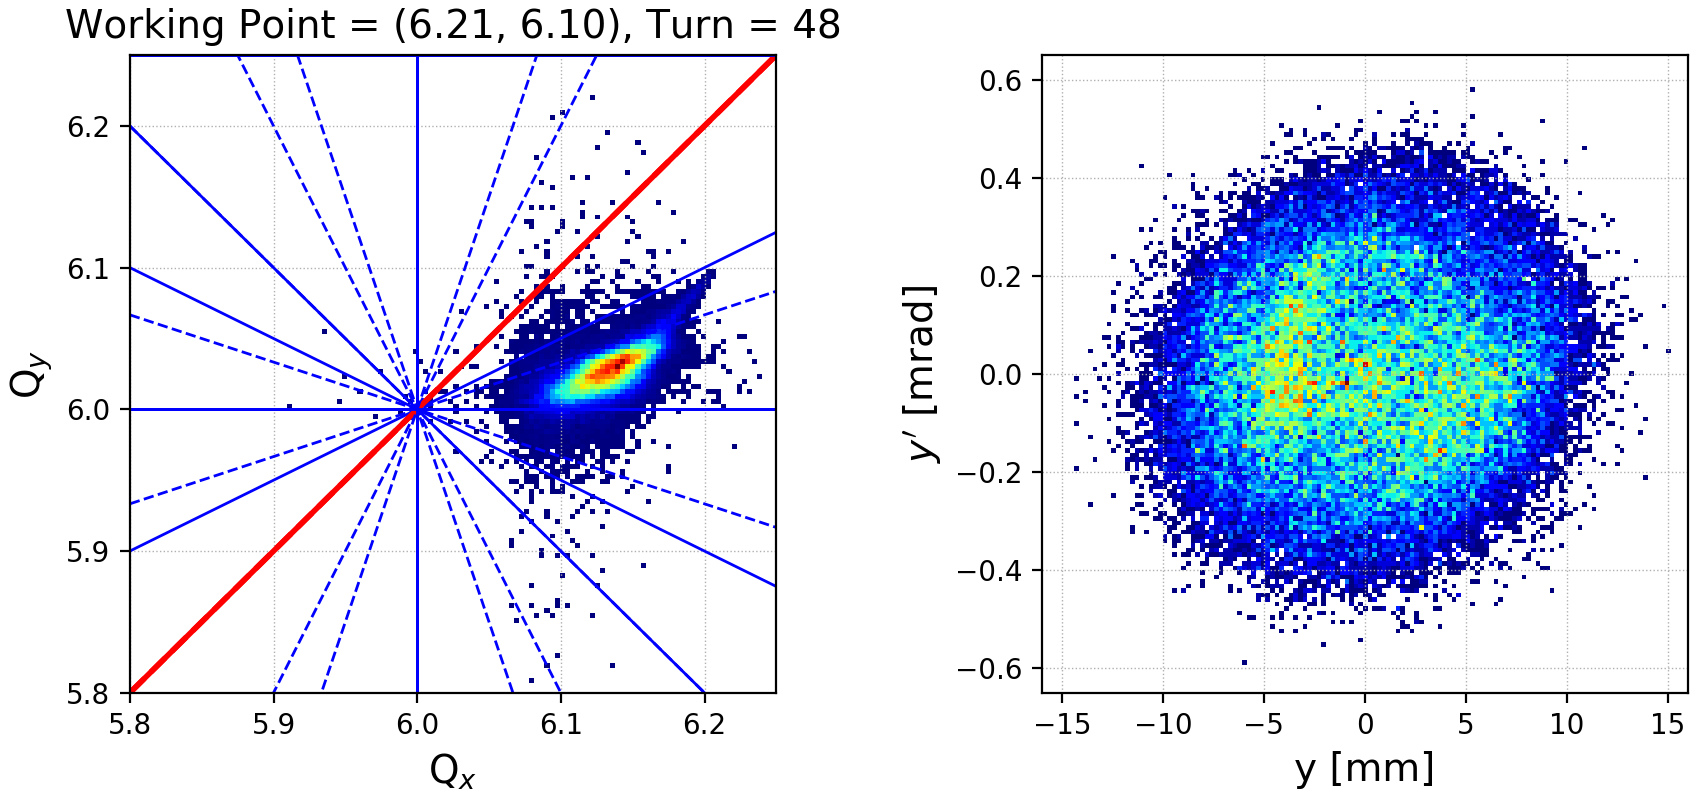 Working Point = (6.21, 6.10), Turn = 48
6.2
6.1
6.0
5.9
5.8
Q_y
5.8 5.9 6.0 6.1 6.2
Q_x
0.6
0.4
0.2
0.0
−0.2
−0.4
−0.6
y′ [mrad]
−15 −10 −5 0 5 10 15
y [mm]